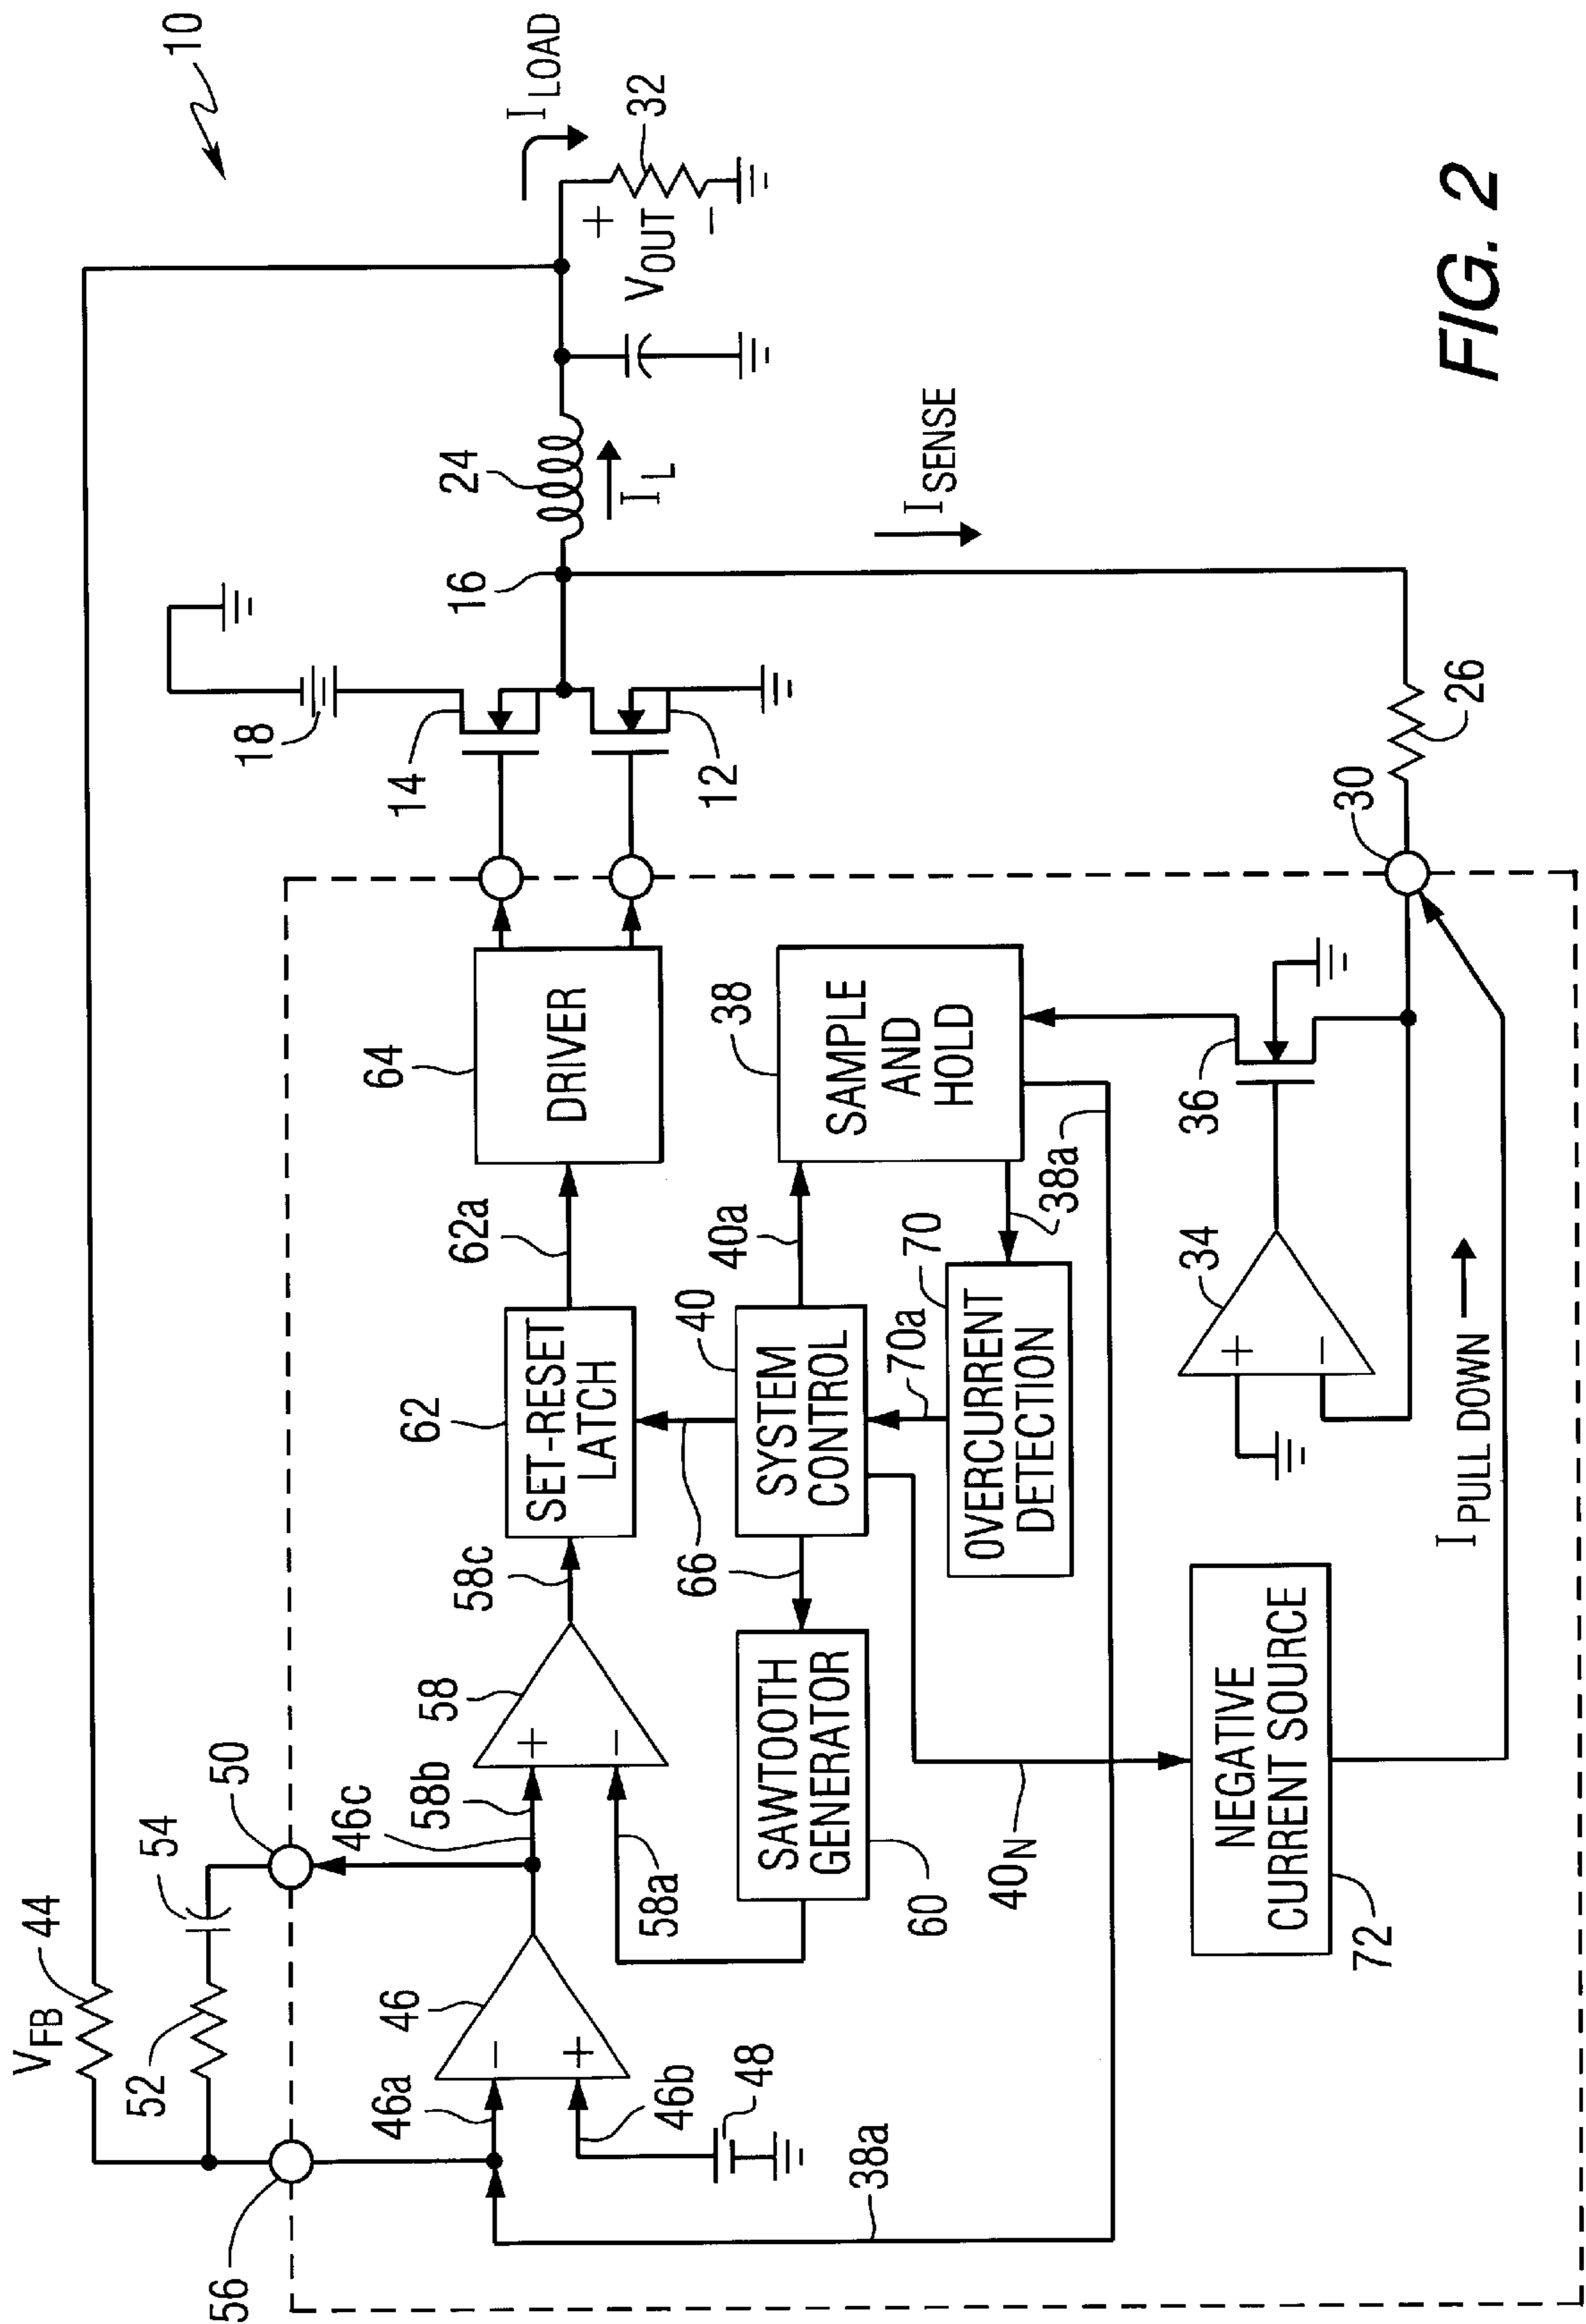 10
I LOAD
32
+
VOUT
−
24
I L
16
I SENSE
18
14
12
26
30
VFB
44
52
54
50
56
46a
46
−
+
46b
48
46c
58b
58
+
−
58a
58c
62
SET-RESET
LATCH
62a
64
DRIVER
66
40
SYSTEM
CONTROL
40a
38
SAMPLE
AND
HOLD
38a
70
70a
OVERCURRENT
DETECTION
SAWTOOTH
GENERATOR
60
40N
38a
34
+
−
36
NEGATIVE
CURRENT SOURCE
72
I PULL DOWN
FIG. 2